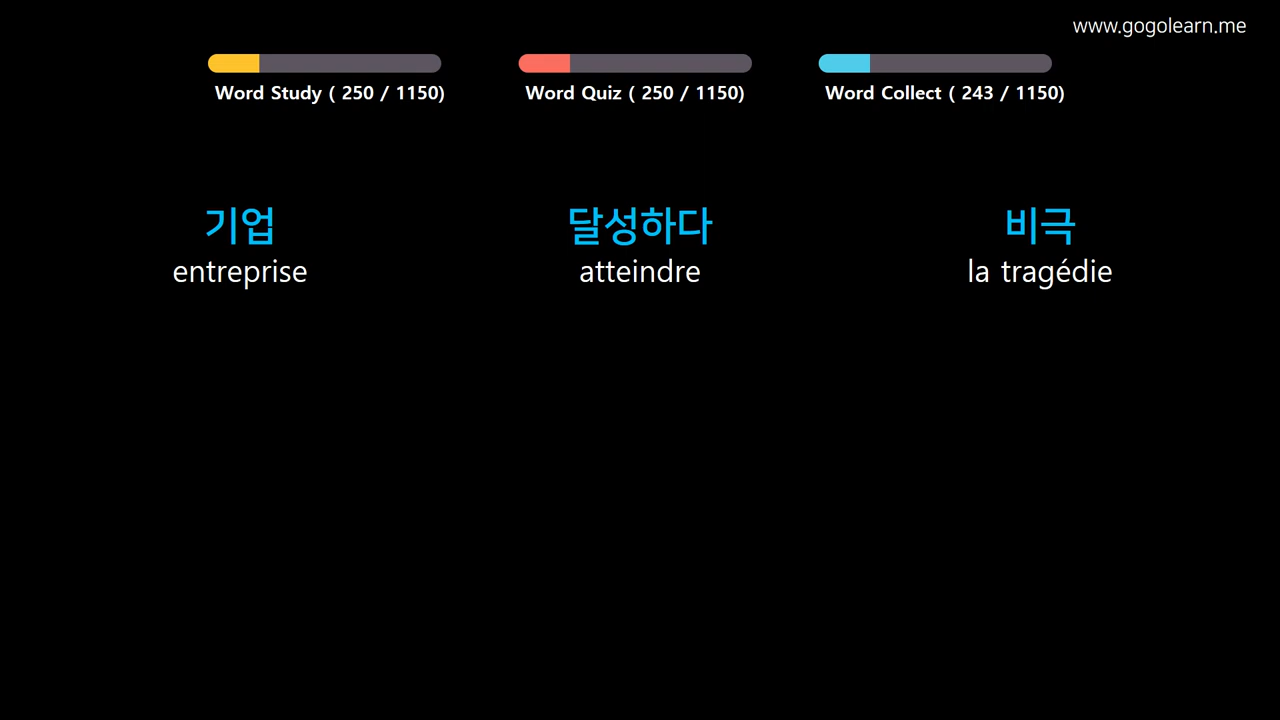 www.gogolearn.me
Word Study ( 250 / 1150)
Word Quiz ( 250 / 1150)
Word Collect ( 243 / 1150)
기업
entreprise
달성하다
atteindre
비극
la tragédie